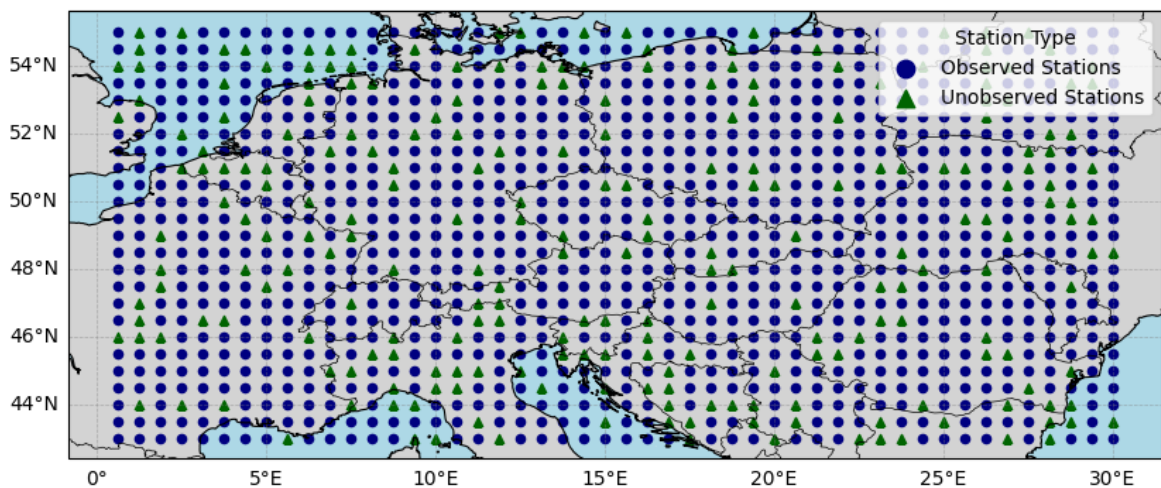 Station Type
Observed Stations
Unobserved Stations
54°N
52°N
50°N
48°N
46°N
44°N
0°
5°E
10°E
15°E
20°E
25°E
30°E